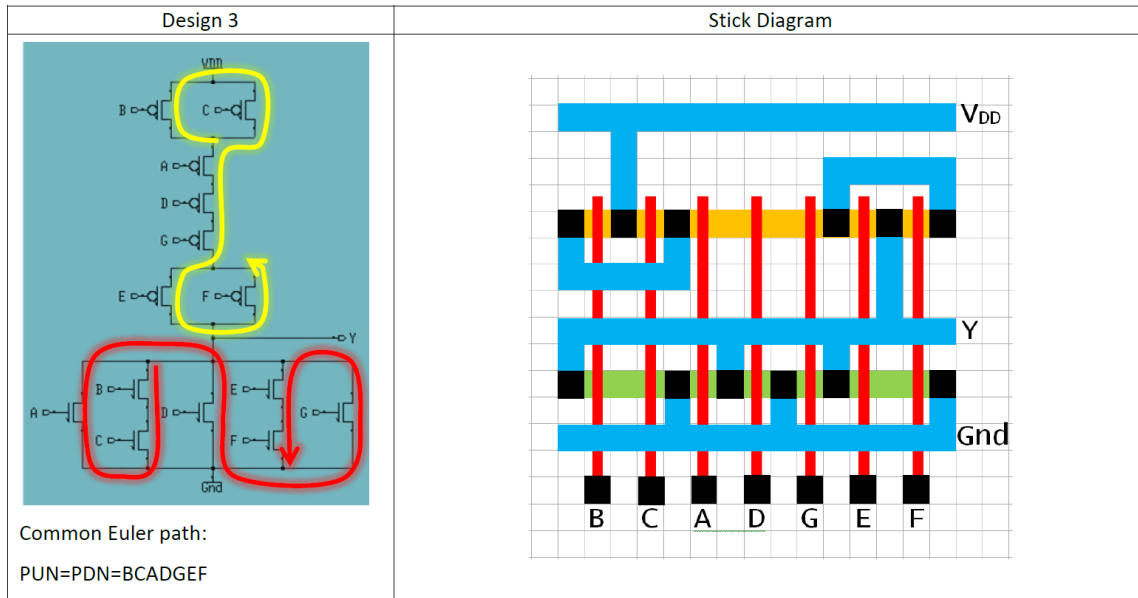 Design 3
Stick Diagram
VDD
B
C
A
D
G
E
F
Y
B
E
A
D
G
C
F
Gnd
Common Euler path:
PUN=PDN=BCADGEF
VDD
Y
Gnd
B C A D G E F